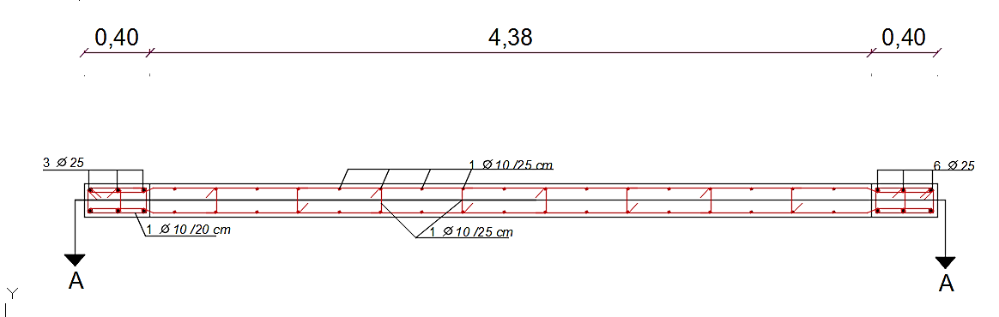 0,40 4,38 0,40
3 Ø 25 1 Ø 10 /25 cm 6 Ø 25
1 Ø 10 /20 cm 1 Ø 10 /25 cm
A A
Y